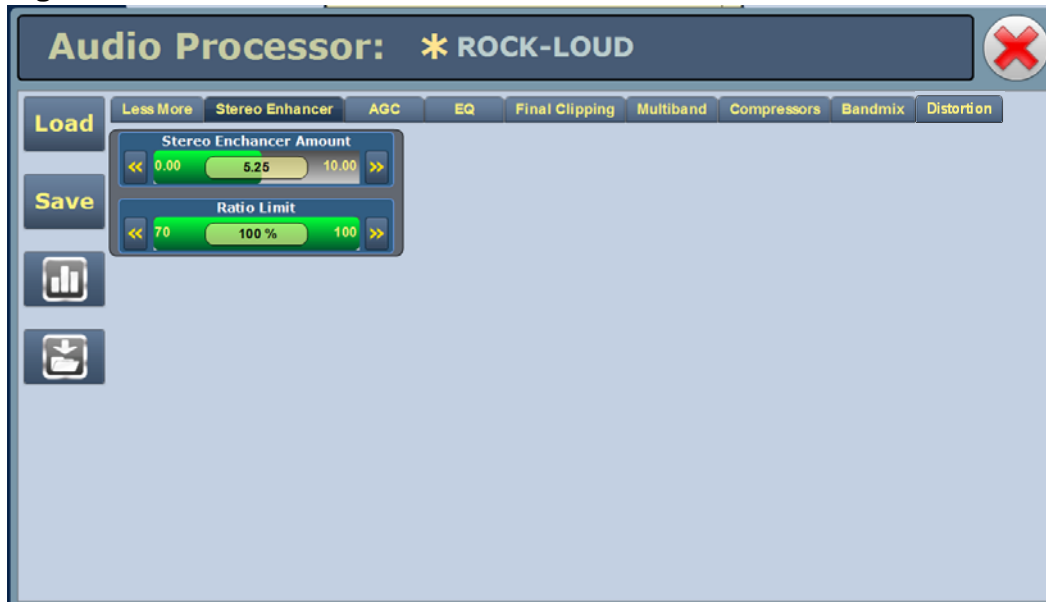 Audio Processor: * ROCK-LOUD
Load
Save
Less More Stereo Enhancer AGC EQ Final Clipping Multiband Compressors Bandmix Distortion
Stereo Enchancer Amount
0.00 5.25 10.00
Ratio Limit
70 100 % 100